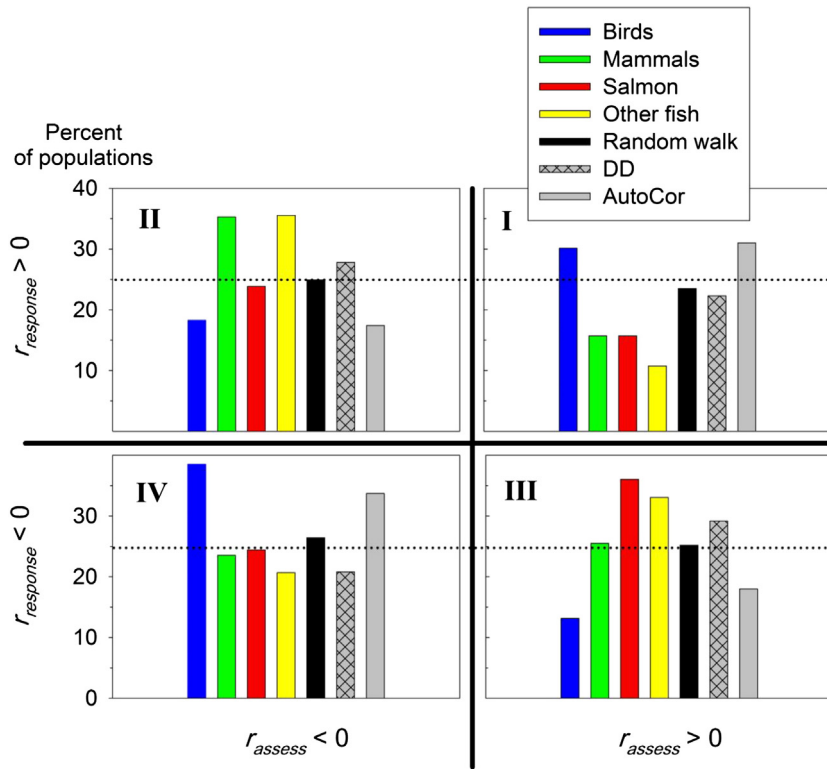 Birds
Mammals
Salmon
Other fish
Random walk
DD
AutoCor
Percent
of populations
40
30
20
10
r_response > 0
II
I
30
20
10
0
r_response < 0
IV
III
r_assess < 0
r_assess > 0